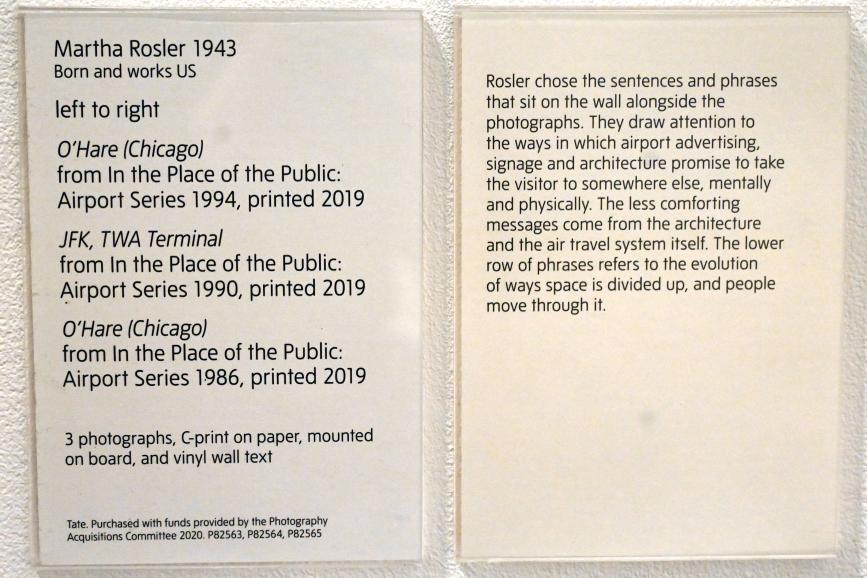 Martha Rosler 1943
Born and works US
left to right
O'Hare (Chicago)
from In the Place of the Public:
Airport Series 1994, printed 2019
JFK, TWA Terminal
from In the Place of the Public:
Airport Series 1990, printed 2019
O'Hare (Chicago)
from In the Place of the Public:
Airport Series 1986, printed 2019
3 photographs, C-print on paper, mounted
on board, and vinyl wall text
Tate. Purchased with funds provided by the Photography
Acquisitions Committee 2020. P82563, P82564, P82565
Rosler chose the sentences and phrases
that sit on the wall alongside the
photographs. They draw attention to
the ways in which airport advertising,
signage and architecture promise to take
the visitor to somewhere else, mentally
and physically. The less comforting
messages come from the architecture
and the air travel system itself. The lower
row of phrases refers to the evolution
of ways space is divided up, and people
move through it.